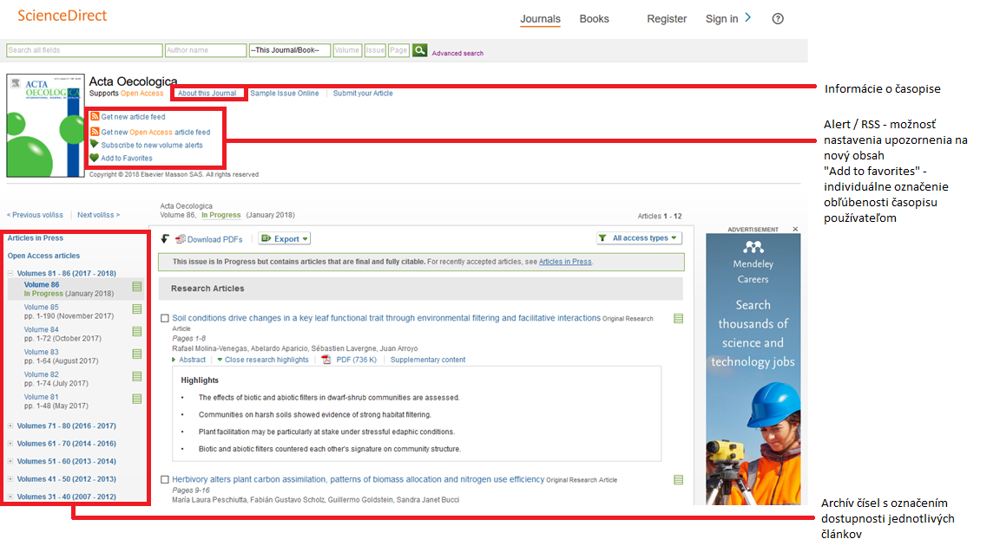 ScienceDirect
Journals Books Register Sign in
Search all fields Author name --This Journal/Book-- Volume Issue Page Advanced search
ACTA
OECOLOGICA
Acta Oecologica
Supports Open Access About this Journal Sample Issue Online Submit your Article
Get new article feed
Get new Open Access article feed
Subscribe to new volume alerts
Add to Favorites
Copyright © 2018 Elsevier Masson SAS. All rights reserved
Informácie o časopise
Alert / RSS - možnosť
nastavenia upozornenia na
nový obsah
"Add to favorites" -
individuálne označenie
obľúbenosti časopisu
používateľom
< Previous vol/iss Next vol/iss >
Articles in Press
Open Access articles
Volumes 81 - 86 (2017 - 2018)
Volume 86
In Progress (January 2018)
Volume 85
pp. 1-190 (November 2017)
Volume 84
pp. 1-72 (October 2017)
Volume 83
pp. 1-64 (August 2017)
Volume 82
pp. 1-74 (July 2017)
Volume 81
pp. 1-48 (May 2017)
Volumes 71 - 80 (2016 - 2017)
Volumes 61 - 70 (2014 - 2016)
Volumes 51 - 60 (2013 - 2014)
Volumes 41 - 50 (2012 - 2013)
Volumes 31 - 40 (2007 - 2012)
Acta Oecologica
Volume 86, In Progress (January 2018)
Articles 1 - 12
Download PDFs Export All access types
This issue is In Progress but contains articles that are final and fully citable. For recently accepted articles, see Articles in Press.
Research Articles
Soil conditions drive changes in a key leaf functional trait through environmental filtering and facilitative interactions Original Research
Article
Pages 1-8
Rafael Molina-Venegas, Abelardo Aparicio, Sébastien Lavergne, Juan Arroyo
Abstract Close research highlights PDF (736 K) Supplementary content
Highlights
• The effects of biotic and abiotic filters in dwarf-shrub communities are assessed.
• Communities on harsh soils showed evidence of strong habitat filtering.
• Plant facilitation may be particularly at stake under stressful edaphic conditions.
• Biotic and abiotic filters countered each other's signature on community structure.
Herbivory alters plant carbon assimilation, patterns of biomass allocation and nitrogen use efficiency Original Research Article
Pages 9-16
María Laura Peschiutta, Fabián Gustavo Scholz, Guillermo Goldstein, Sandra Janet Bucci
ADVERTISEMENT
Mendeley
Careers
Search
thousands of
science and
technology jobs
Archív čísel s označením
dostupnosti jednotlivých
článkov